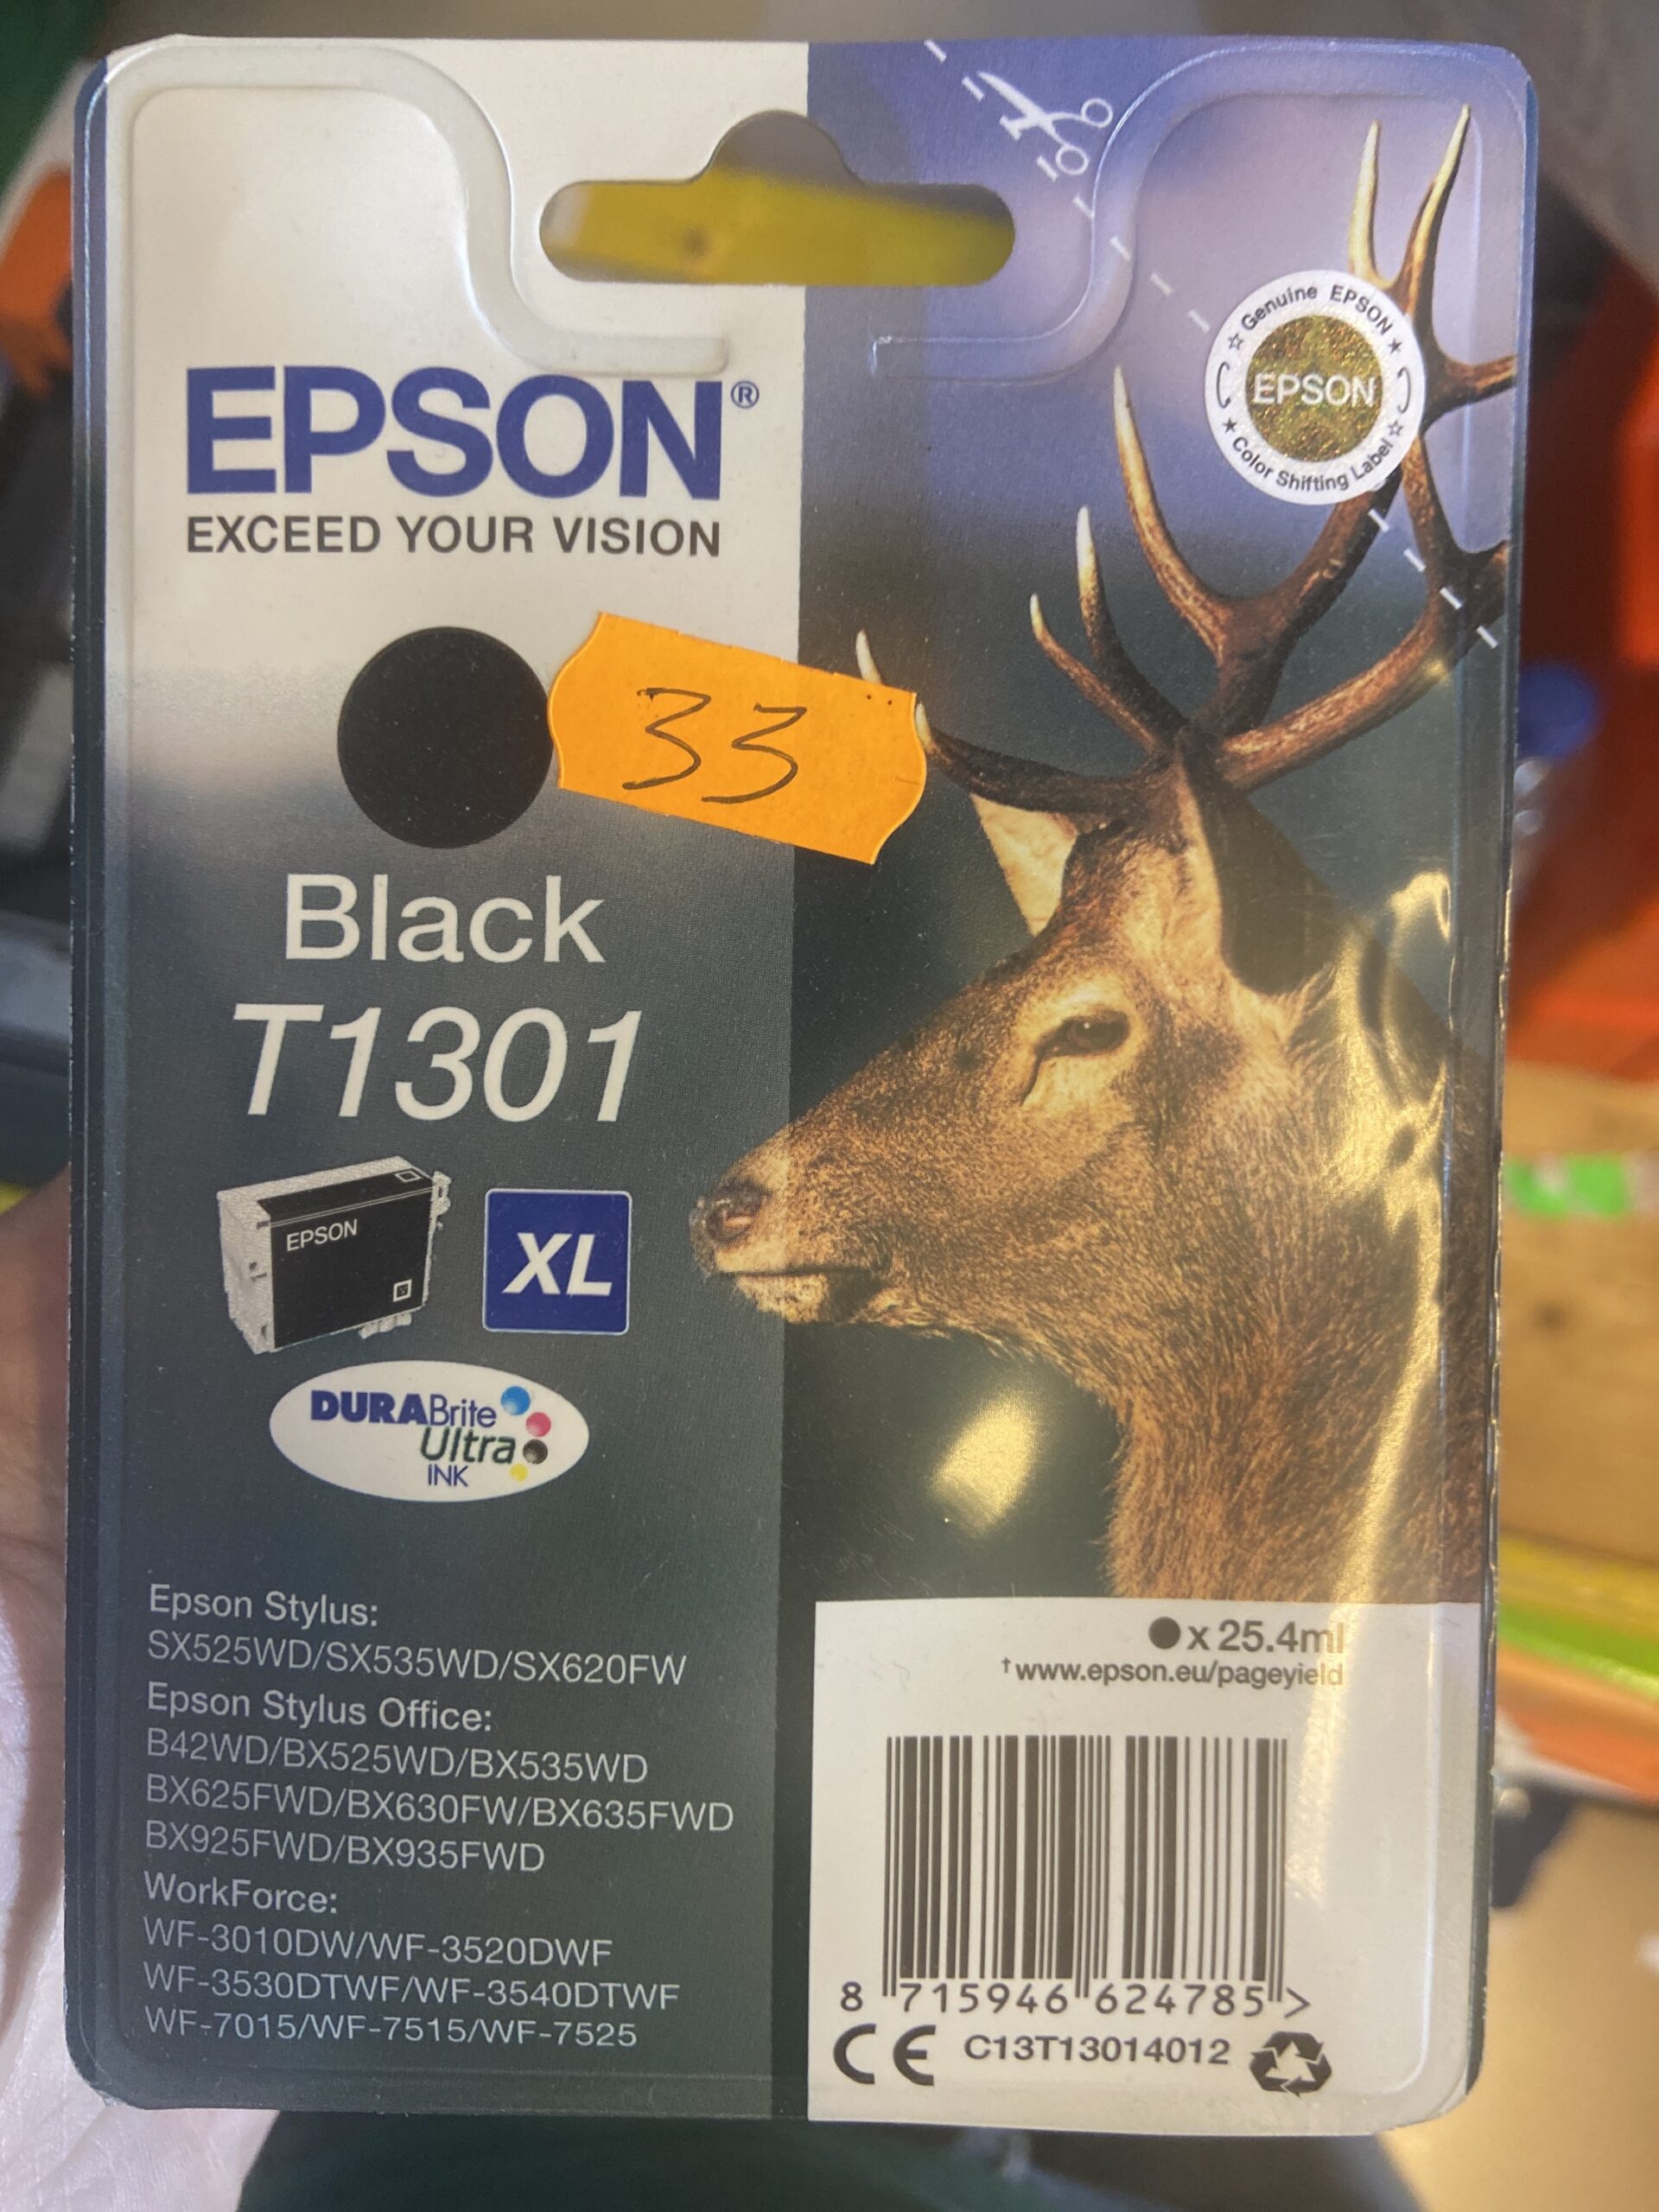 EPSON®
EXCEED YOUR VISION
Genuine EPSON
EPSON
Color Shifting Label
33
Black
T1301
EPSON
XL
DURABrite
Ultra
INK
Epson Stylus:
SX525WD/SX535WD/SX620FW
Epson Stylus Office:
B42WD/BX525WD/BX535WD
BX625FWD/BX630FW/BX635FWD
BX925FWD/BX935FWD
WorkForce:
WF-3010DW/WF-3520DWF
WF-3530DTWF/WF-3540DTWF
WF-7015/WF-7515/WF-7525
x 25.4ml
†www.epson.eu/pageyield
8 715946 624785 >
CE C13T13014012